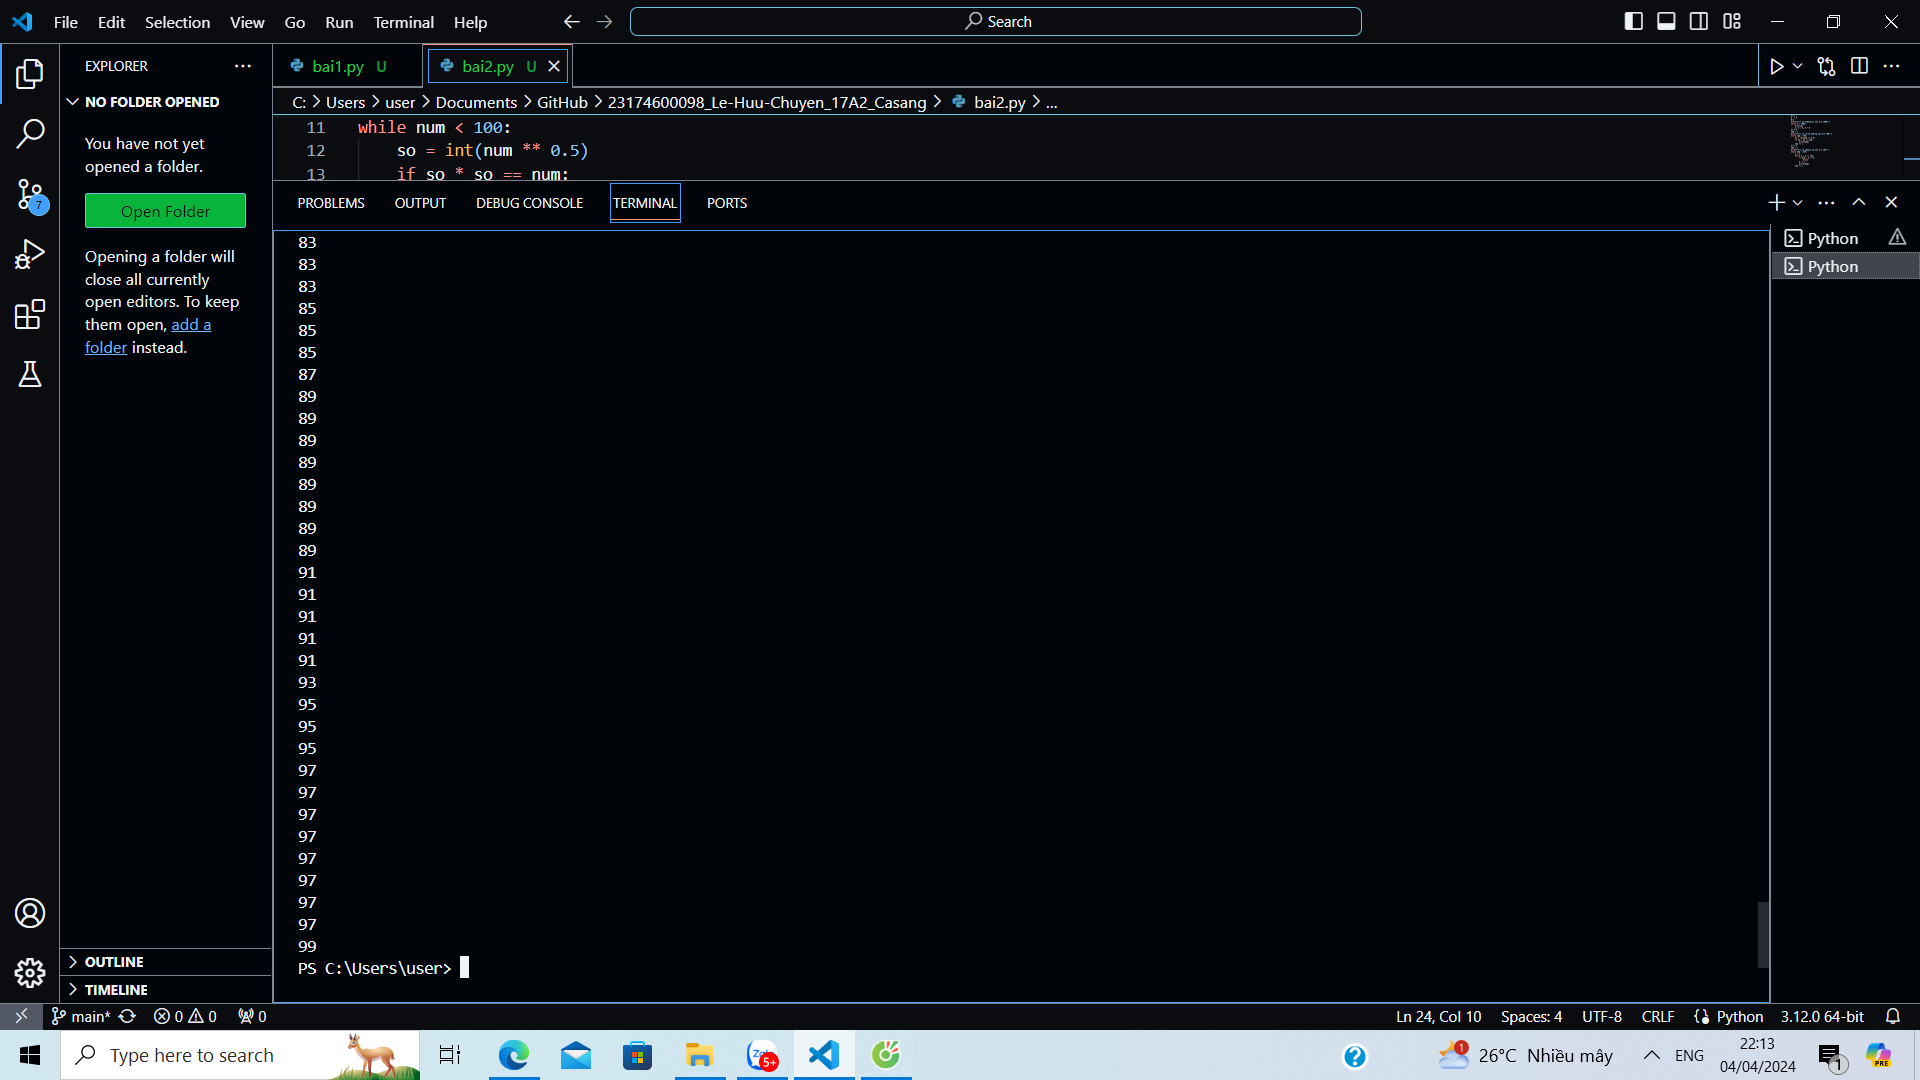 File Edit Selection View Go Run Terminal Help
Search
EXPLORER
NO FOLDER OPENED
You have not yet
opened a folder.
Open Folder
Opening a folder will
close all currently
open editors. To keep
them open, add a
folder instead.
OUTLINE
TIMELINE
7
bai1.py U
bai2.py U
C: > Users > user > Documents > GitHub > 23174600098_Le-Huu-Chuyen_17A2_Casang > bai2.py > ...
11 while num < 100:
12 so = int(num ** 0.5)
13 if so * so == num:
PROBLEMS OUTPUT DEBUG CONSOLE TERMINAL PORTS
83
83
83
85
85
85
87
89
89
89
89
89
89
89
89
91
91
91
91
91
93
95
95
95
97
97
97
97
97
97
97
97
99
PS C:\Users\user>
Python
Python
main* 0 0 0
Ln 24, Col 10 Spaces: 4 UTF-8 CRLF Python 3.12.0 64-bit
Type here to search
5+
1
26°C Nhiều mây
ENG
22:13
04/04/2024
1
PRE